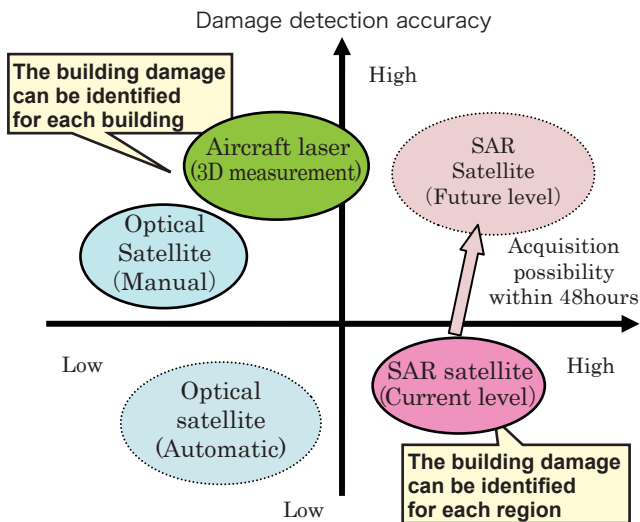 Damage detection accuracy
The building damage
can be identified
for each building
High
Aircraft laser
(3D measurement)
SAR
Satellite
(Future level)
Optical
Satellite
(Manual)
Acquisition
possibility
within 48hours
Low
High
SAR satellite
(Current level)
Optical
satellite
(Automatic)
The building damage
can be identified
for each region
Low